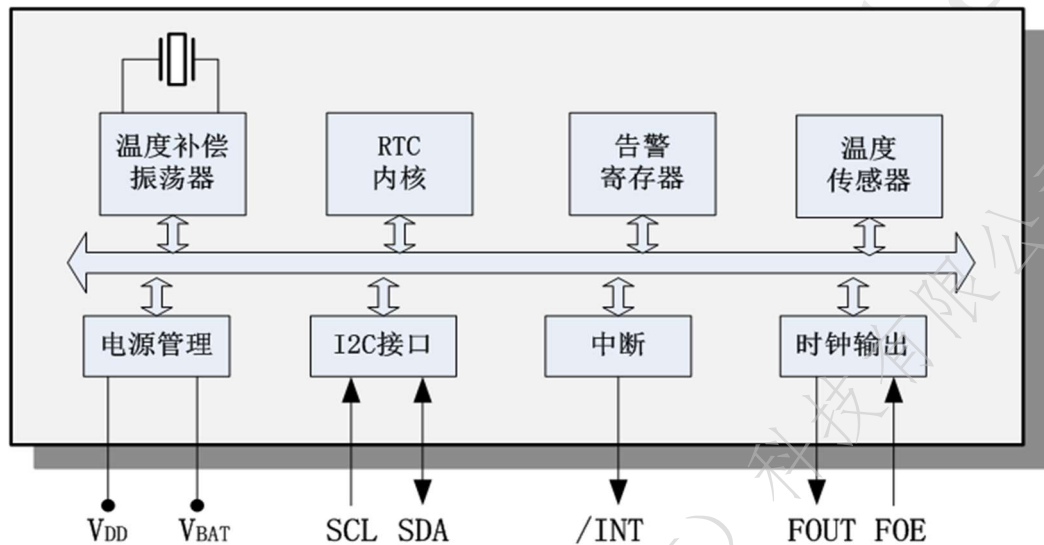 温度补偿
振荡器
RTC
内核
告警
寄存器
温度
传感器
电源管理
I2C接口
中断
时钟输出
VDD
VBAT
SCL
SDA
/INT
FOUT
FOE
科技有限公